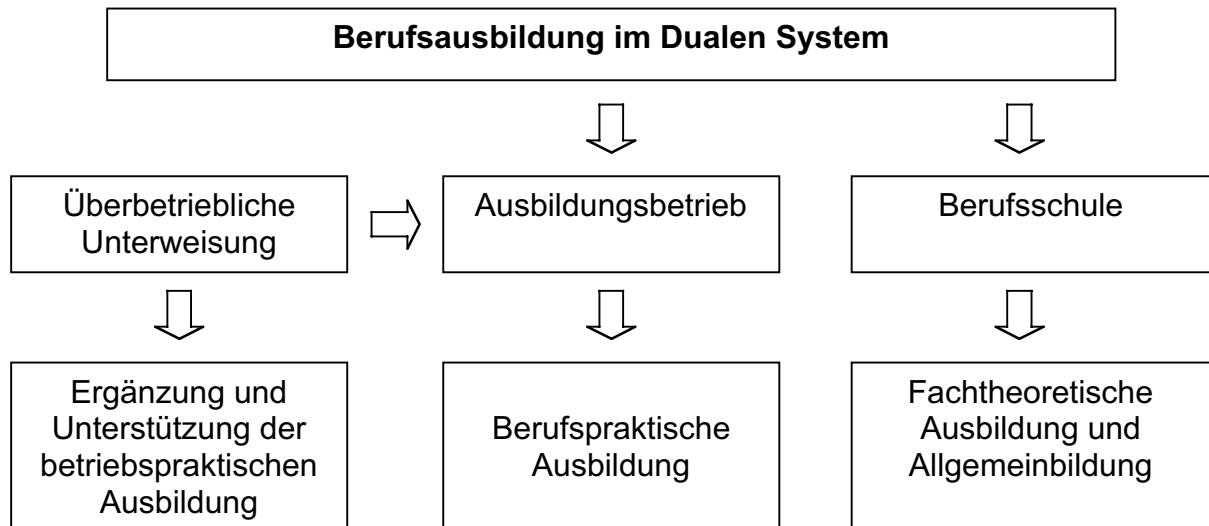 Berufsausbildung im Dualen System
Überbetriebliche
Unterweisung
Ausbildungsbetrieb
Berufsschule
Ergänzung und
Unterstützung der
betriebspraktischen
Ausbildung
Berufspraktische
Ausbildung
Fachtheoretische
Ausbildung und
Allgemeinbildung